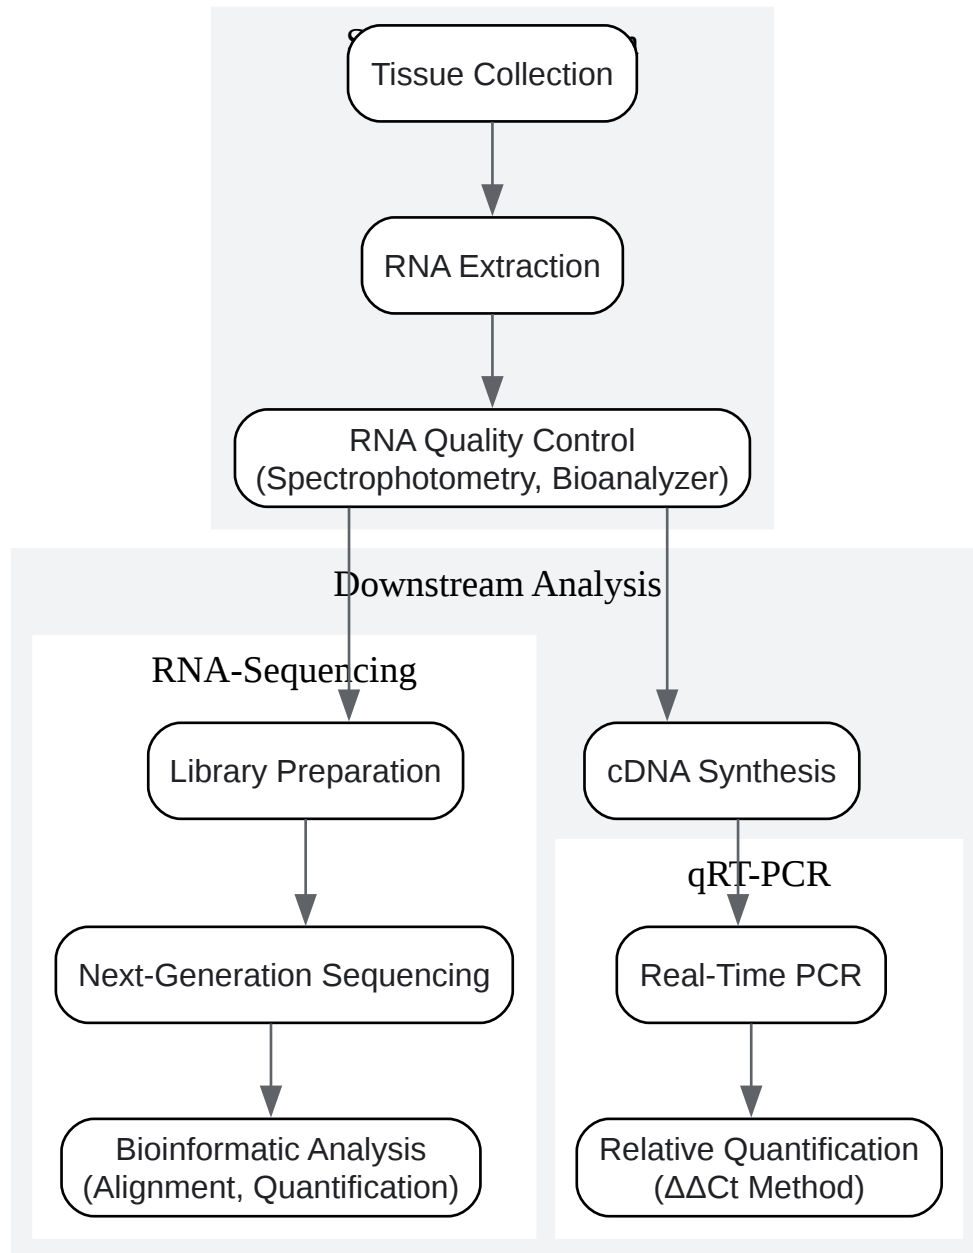 Tissue Collection
RNA Extraction
RNA Quality Control
(Spectrophotometry, Bioanalyzer)
Downstream Analysis
RNA-Sequencing
Library Preparation
cDNA Synthesis
qRT-PCR
Next-Generation Sequencing
Real-Time PCR
Bioinformatic Analysis
(Alignment, Quantification)
Relative Quantification
(ΔΔCt Method)